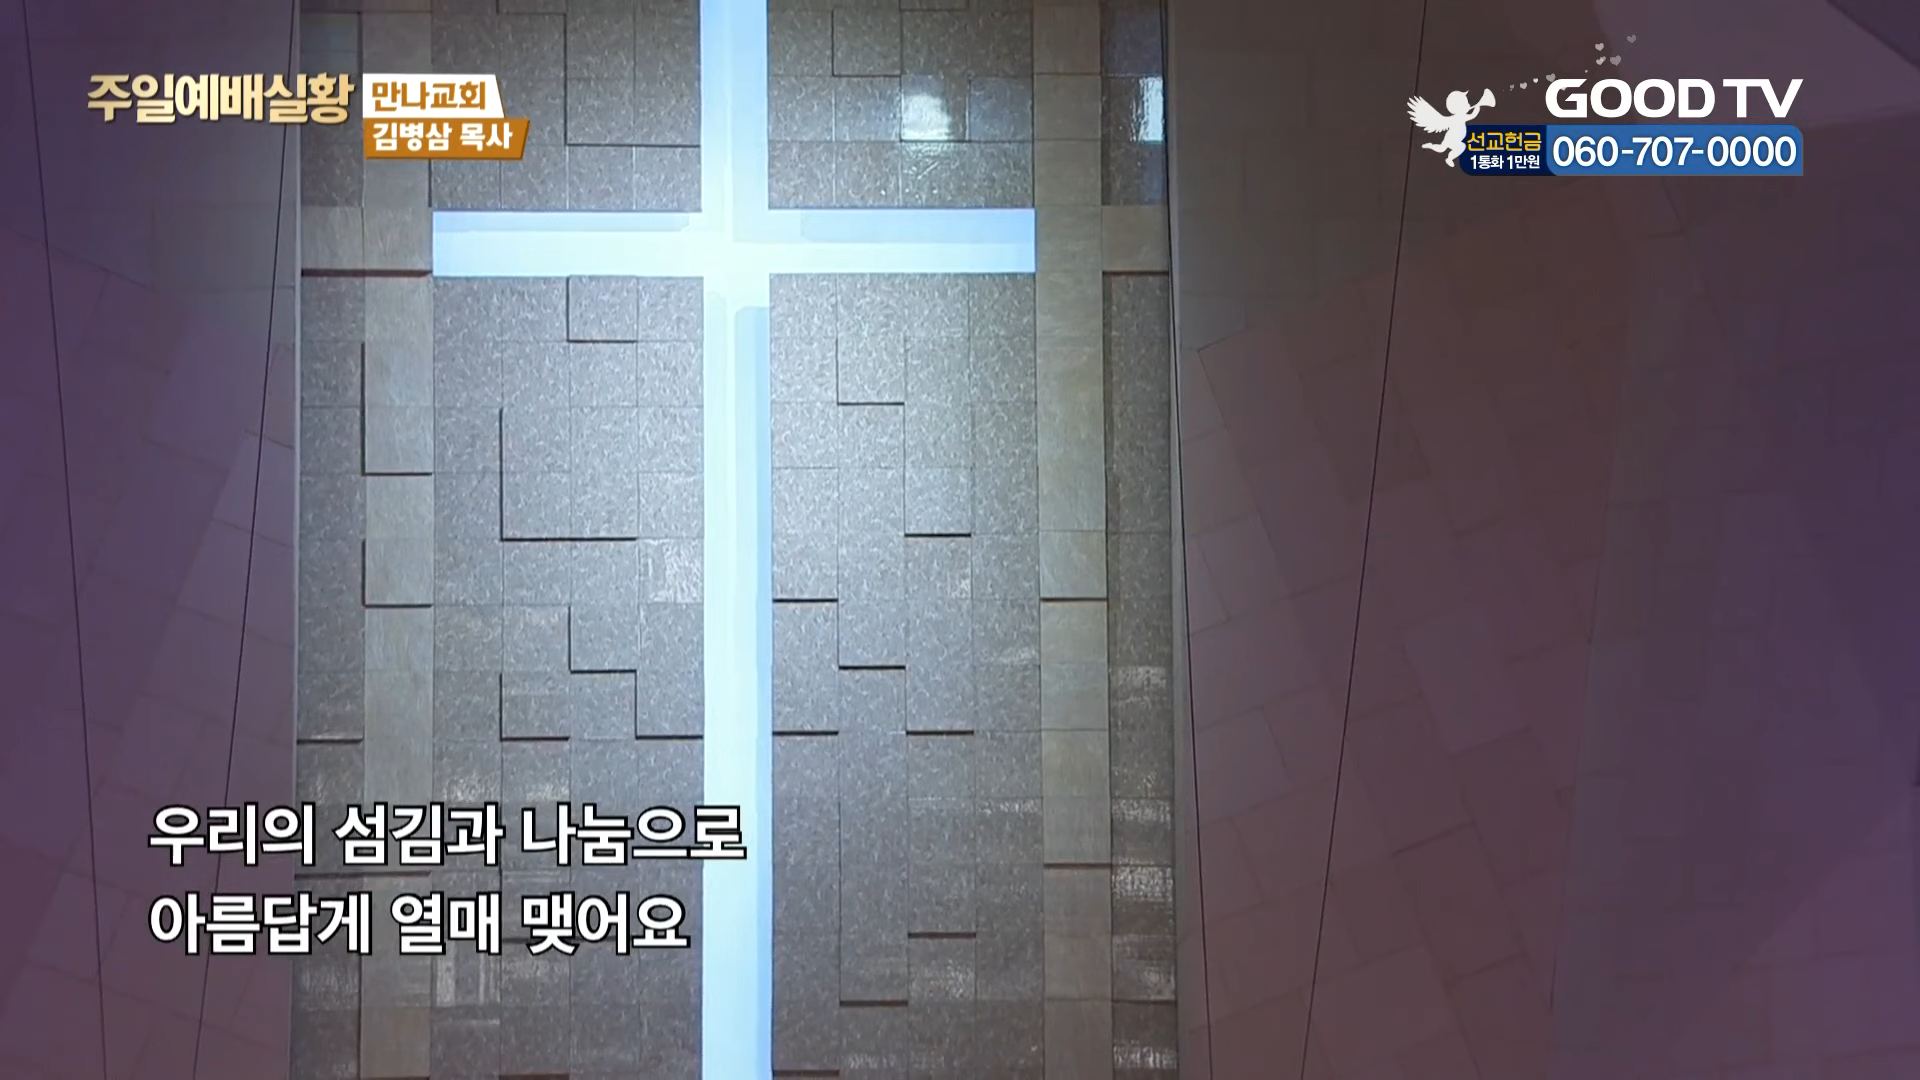 주일예배실황
만나교회
김병삼 목사
GOOD TV
선교헌금
1통화 1만원
060-707-0000
우리의 섬김과 나눔으로
아름답게 열매 맺어요